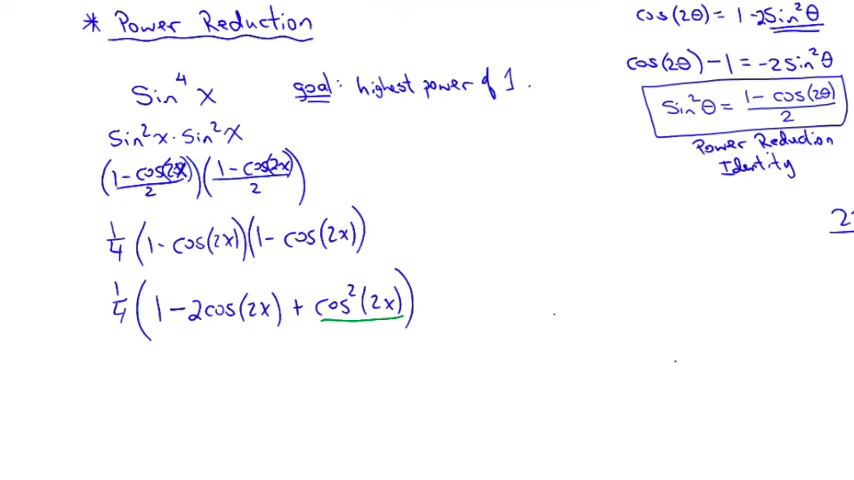 * Power Reduction
sin⁴ x
goal: highest power of 1.
sin²x · sin²x
((1-cos(2x))/2)((1-cos(2x))/2)
1/4 (1-cos(2x))(1-cos(2x))
1/4 (1-2cos(2x) + cos²(2x))
cos(2θ) = 1-2sin²θ
cos(2θ) -1 = -2sin²θ
sin²θ = (1-cos(2θ))/2
Power Reduction
Identity